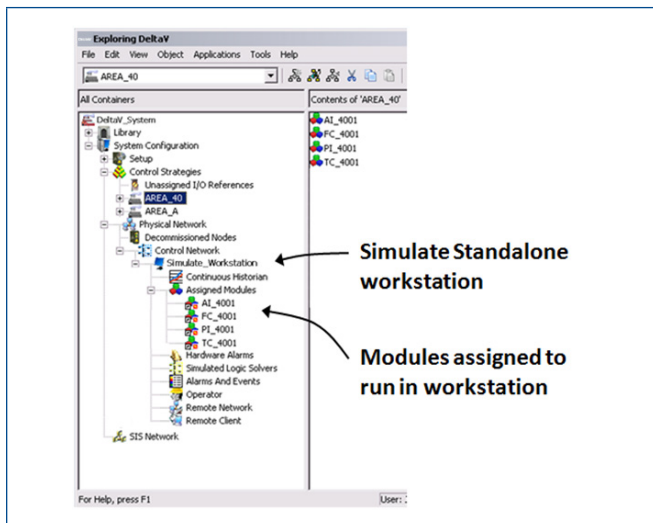 Exploring DeltaV
File Edit View Object Applications Tools Help
AREA_40
All Containers
Contents of 'AREA_40'
DeltaV_System
Library
System Configuration
Setup
Control Strategies
Unassigned I/O References
AREA_40
AREA_A
Physical Network
Decommissioned Nodes
Control Network
Simulate_Workstation
Continuous Historian
Assigned Modules
AI_4001
FC_4001
PI_4001
TC_4001
Hardware Alarms
Simulated Logic Solvers
Alarms And Events
Operator
Remote Network
Remote Client
SIS Network
AI_4001
FC_4001
PI_4001
TC_4001
Simulate Standalone
workstation
Modules assigned to
run in workstation
For Help, press F1
User: